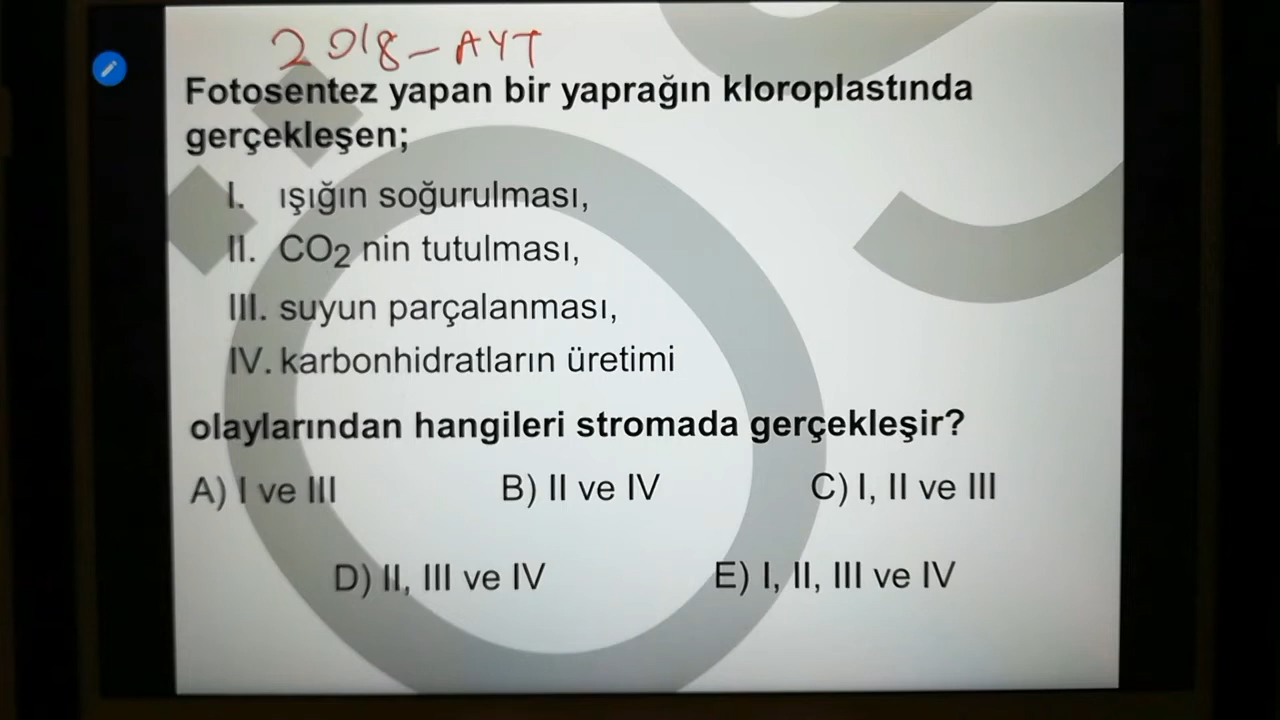 2018-AYT
Fotosentez yapan bir yaprağın kloroplastında
gerçekleşen;
I. ışığın soğurulması,
II. CO2 nin tutulması,
III. suyun parçalanması,
IV. karbonhidratların üretimi
olaylarından hangileri stromada gerçekleşir?
A) I ve III B) II ve IV C) I, II ve III
D) II, III ve IV E) I, II, III ve IV